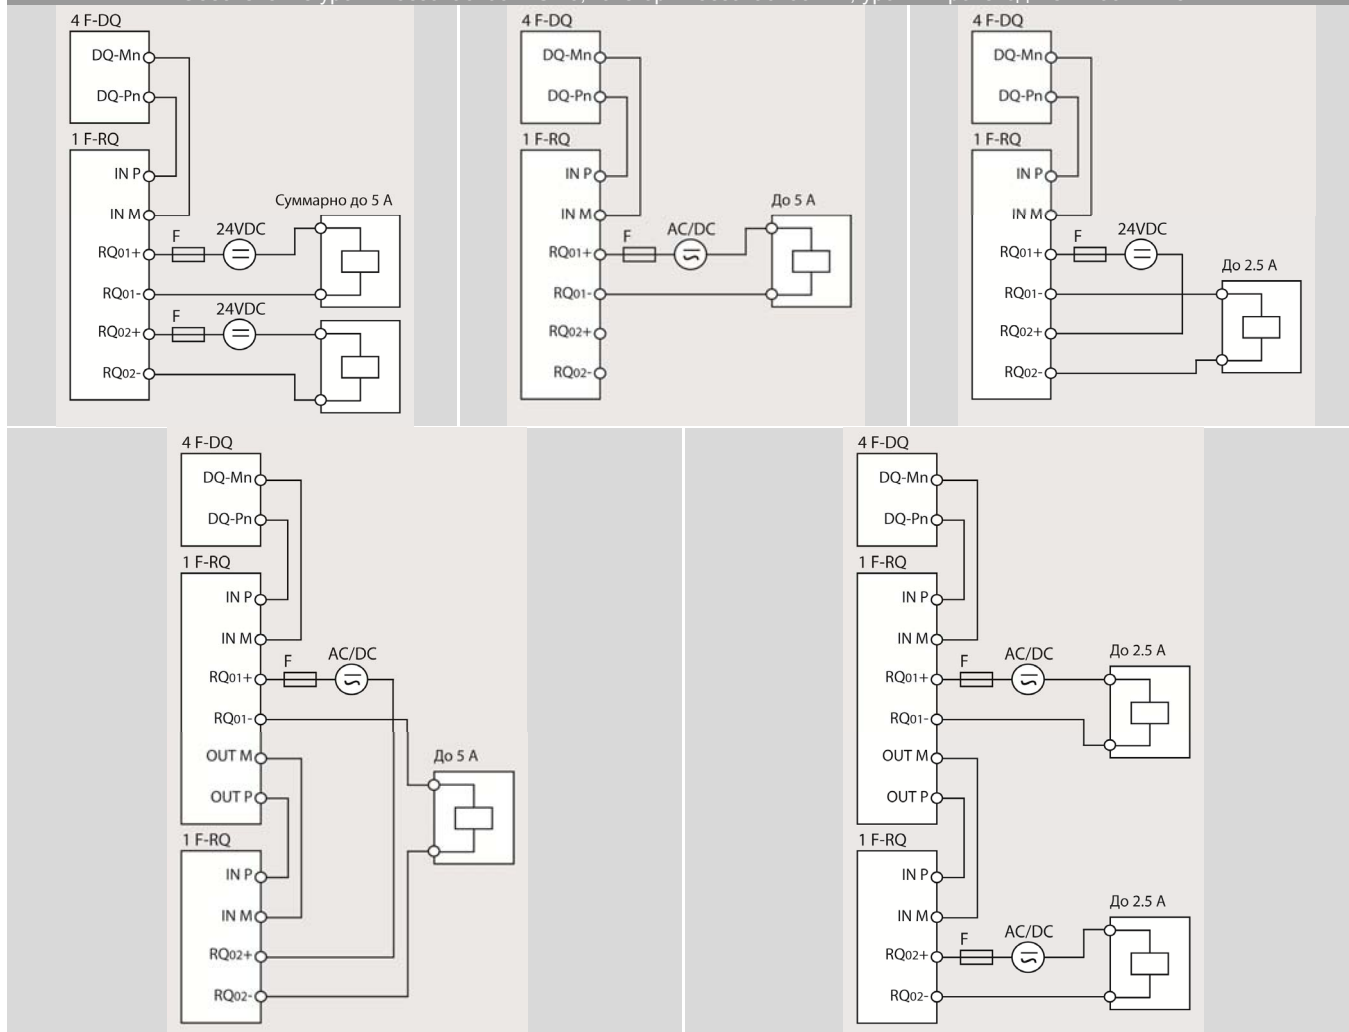 4 F-DQ
DQ-Mn
DQ-Pn
1 F-RQ
IN P
IN M
Суммарно до 5 А
RQ01+
F
24VDC
RQ01-
RQ02+
F
24VDC
RQ02-
4 F-DQ
DQ-Mn
DQ-Pn
1 F-RQ
IN P
IN M
До 5 А
RQ01+
F
AC/DC
RQ01-
RQ02+
RQ02-
4 F-DQ
DQ-Mn
DQ-Pn
1 F-RQ
IN P
IN M
RQ01+
F
24VDC
До 2.5 А
RQ01-
RQ02+
RQ02-
4 F-DQ
DQ-Mn
DQ-Pn
1 F-RQ
IN P
IN M
RQ01+
F
AC/DC
RQ01-
OUT M
До 5 А
OUT P
1 F-RQ
IN P
IN M
RQ02+
RQ02-
4 F-DQ
DQ-Mn
DQ-Pn
1 F-RQ
IN P
IN M
RQ01+
F
AC/DC
До 2.5 А
RQ01-
OUT M
OUT P
1 F-RQ
IN P
IN M
До 2.5 А
RQ02+
F
AC/DC
RQ02-